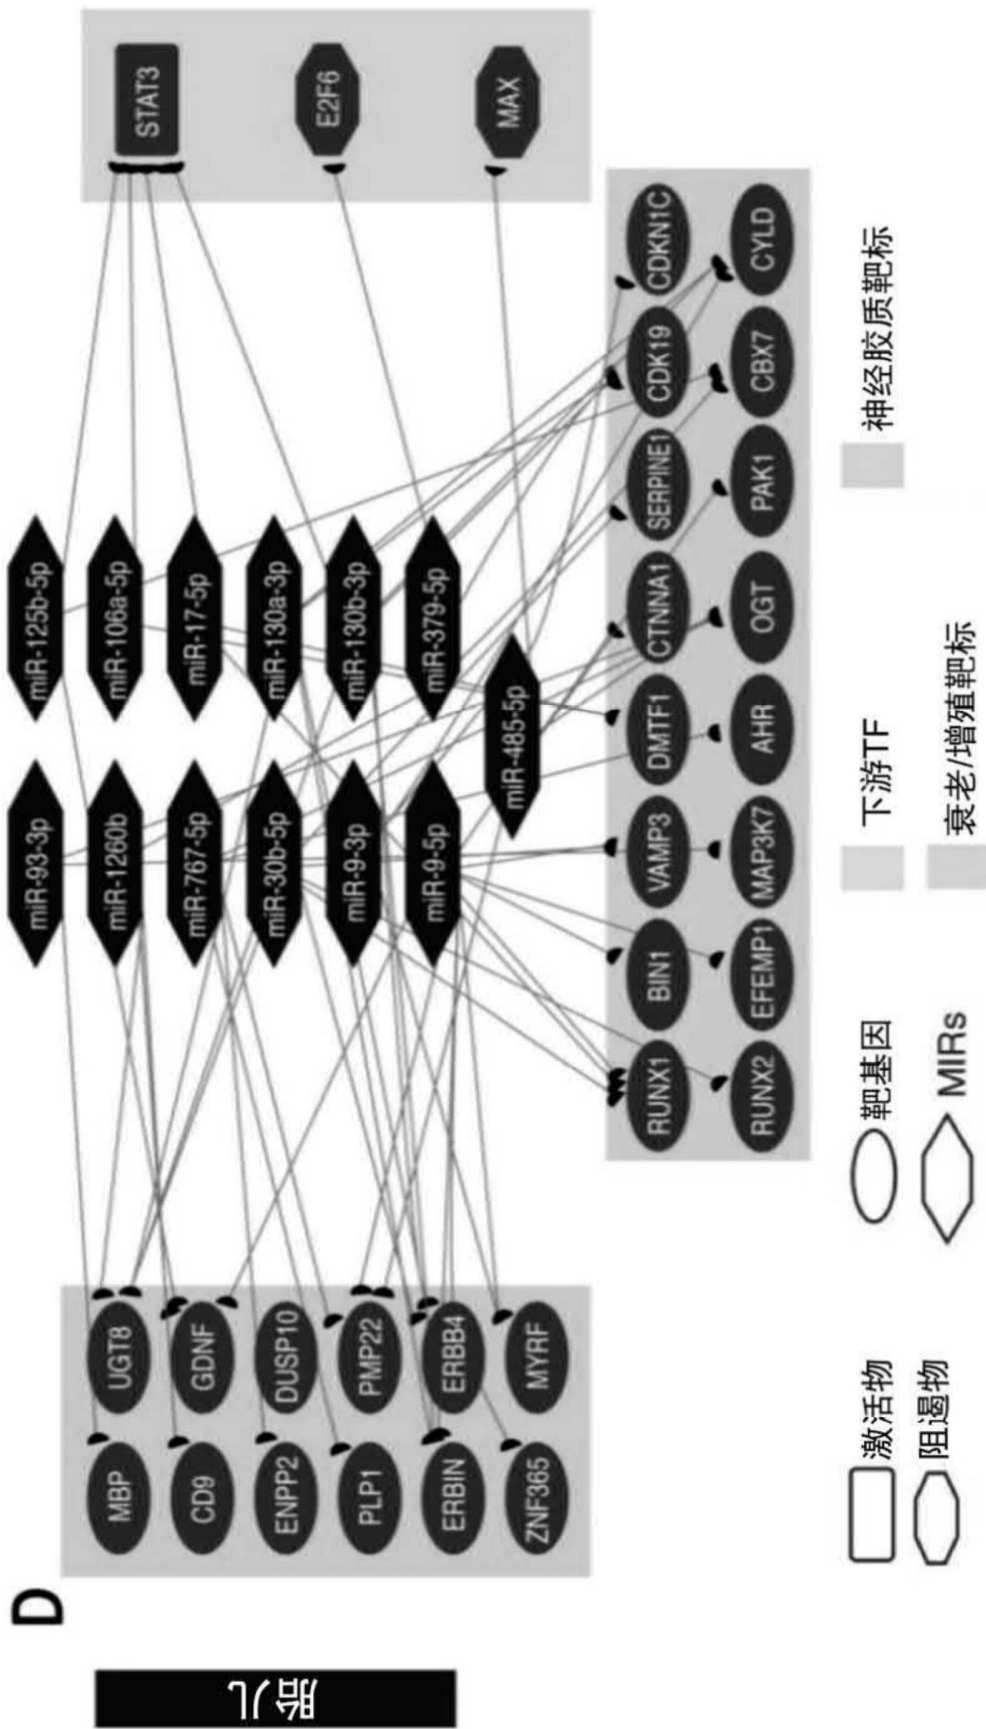 D
胎儿
MBP
UGT8
CD9
GDNF
ENPP2
DUSP10
PLP1
PMP22
ERBIN
ERBB4
ZNF365
MYRF
miR-93-3p
miR-125b-5p
miR-1260b
miR-106a-5p
miR-767-5p
miR-17-5p
miR-30b-5p
miR-130a-3p
miR-9-3p
miR-130b-3p
miR-9-5p
miR-379-5p
miR-485-5p
STAT3
E2F6
MAX
RUNX1
BIN1
VAMP3
DMTF1
CTNNA1
SERPINE1
CDK19
CDKN1C
RUNX2
EFEMP1
MAP3K7
AHR
OGT
PAK1
CBX7
CYLD
激活物
靶基因
下游TF
神经胶质靶标
阻遏物
MIRs
衰老/增殖靶标